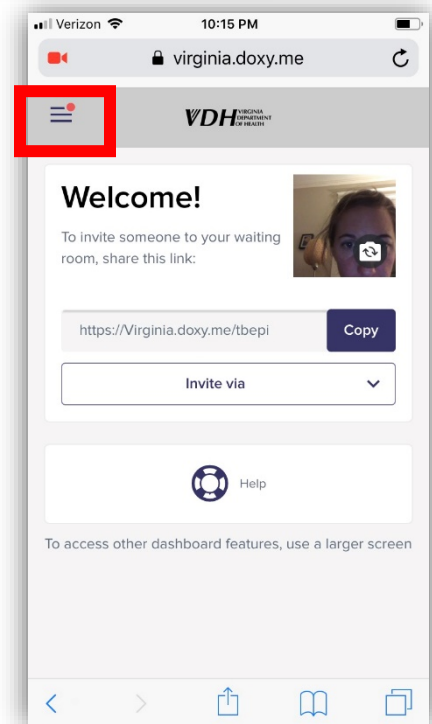 Verizon 10:15 PM
virginia.doxy.me
VDH VIRGINIA
DEPARTMENT
OF HEALTH
Welcome!
To invite someone to your waiting
room, share this link:
https://Virginia.doxy.me/tbepi Copy
Invite via
Help
To access other dashboard features, use a larger screen